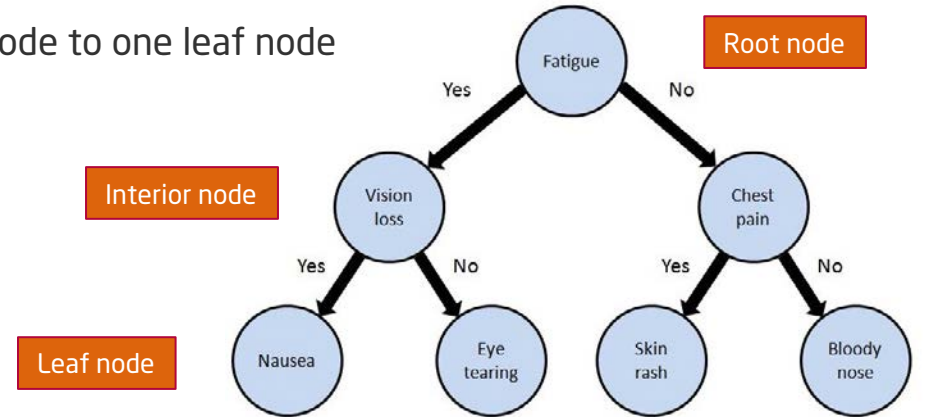 ode to one leaf node
Root node
Fatigue
Yes
No
Interior node
Vision
loss
Chest
pain
Yes
No
Yes
No
Leaf node
Nausea
Eye
tearing
Skin
rash
Bloody
nose